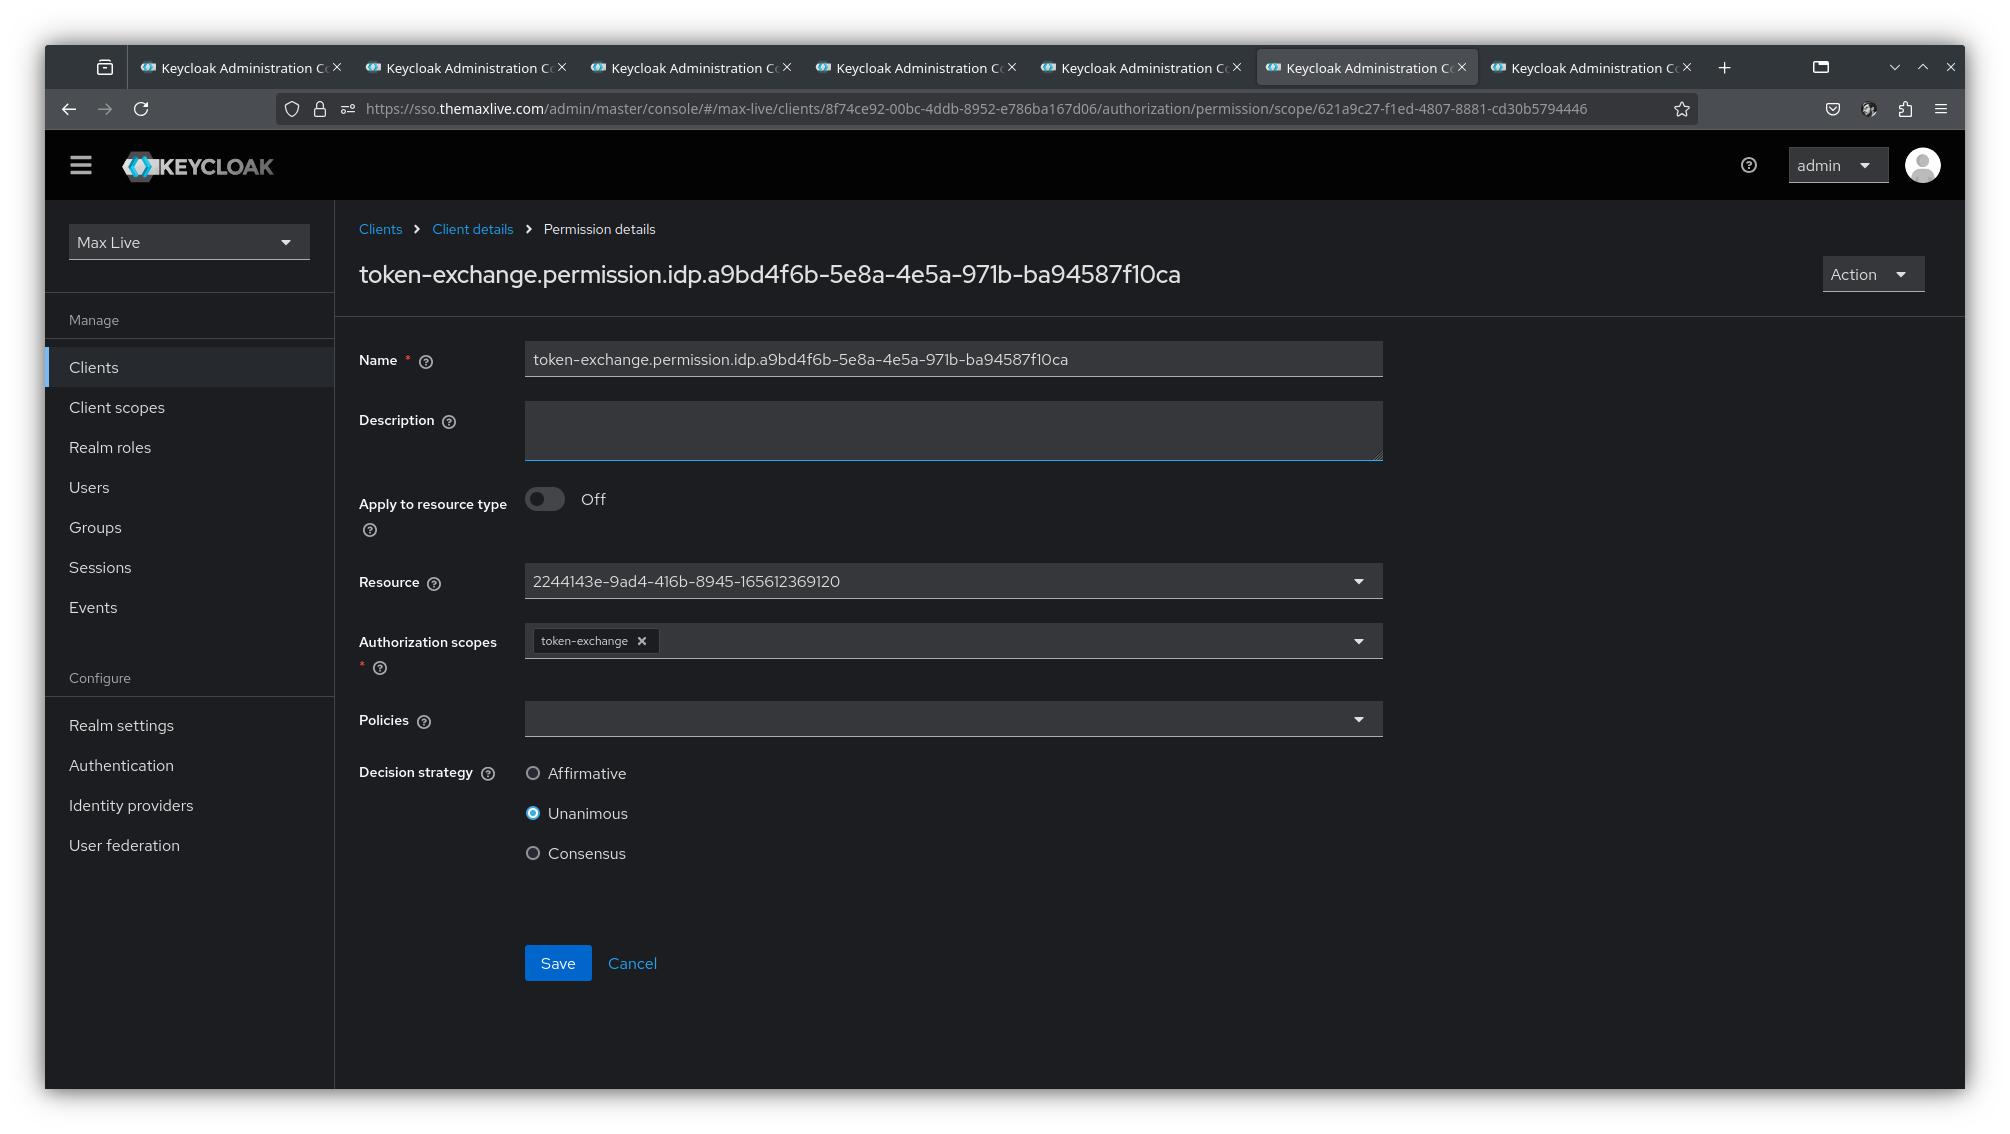 Keycloak Administration C
Keycloak Administration C
Keycloak Administration C
Keycloak Administration C
Keycloak Administration C
Keycloak Administration C
Keycloak Administration C
https://sso.themaxlive.com/admin/master/console/#/max-live/clients/8f74ce92-00bc-4ddb-8952-e786ba167d06/authorization/permission/scope/621a9c27-f1ed-4807-8881-cd30b5794446
KEYCLOAK
admin
Max Live
Manage
Clients
Client scopes
Realm roles
Users
Groups
Sessions
Events
Configure
Realm settings
Authentication
Identity providers
User federation
Clients > Client details > Permission details
token-exchange.permission.idp.a9bd4f6b-5e8a-4e5a-971b-ba94587f10ca
Action
Name *
token-exchange.permission.idp.a9bd4f6b-5e8a-4e5a-971b-ba94587f10ca
Description
Apply to resource type
Off
Resource
2244143e-9ad4-416b-8945-165612369120
Authorization scopes *
token-exchange
Policies
Decision strategy
Affirmative
Unanimous
Consensus
Save
Cancel